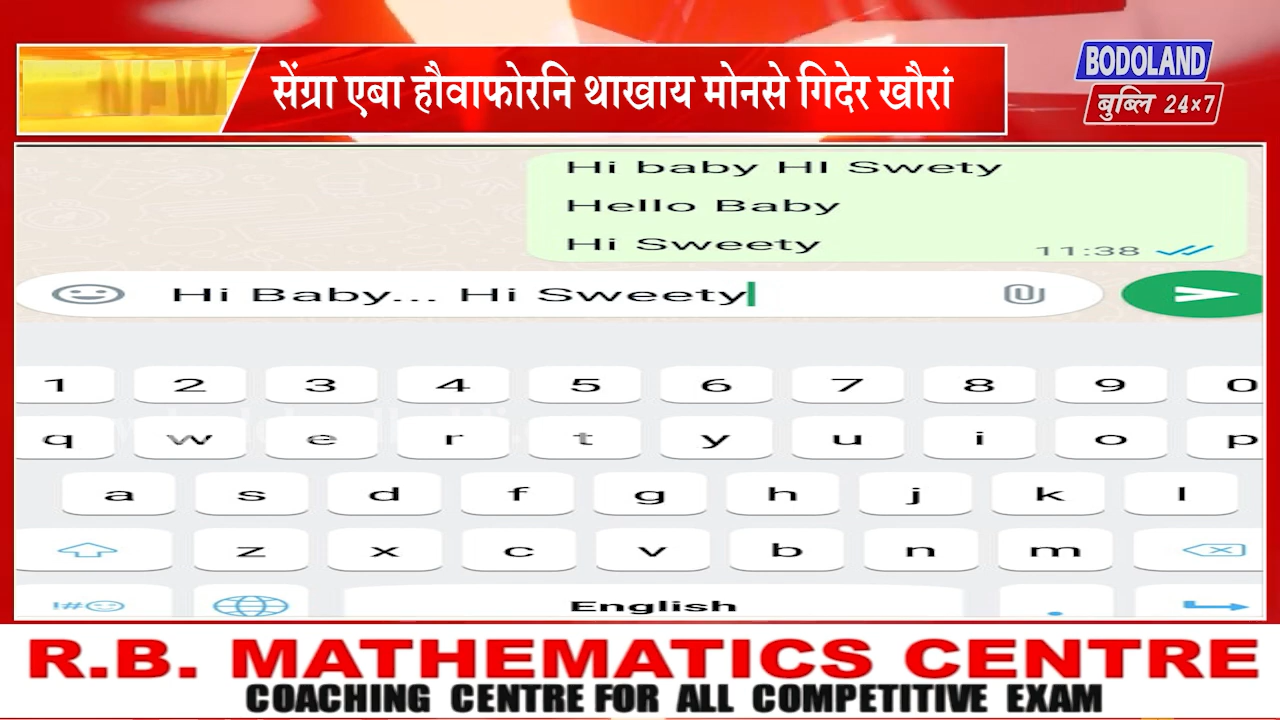 NEW
सेंग्रा एबा हौवाफोरनि थाखाय मोनसे गिदेर खौरां
BODOLAND
बुब्लि 24×7
Hi baby HI Swety
Hello Baby
Hi Sweety
11:38
Hi Baby... Hi Sweety
1 2 3 4 5 6 7 8 9 0
q w e r t y u i o p
a s d f g h j k l
z x c v b n m
!#☺ English .
R.B. MATHEMATICS CENTRE
COACHING CENTRE FOR ALL COMPETITIVE EXAM